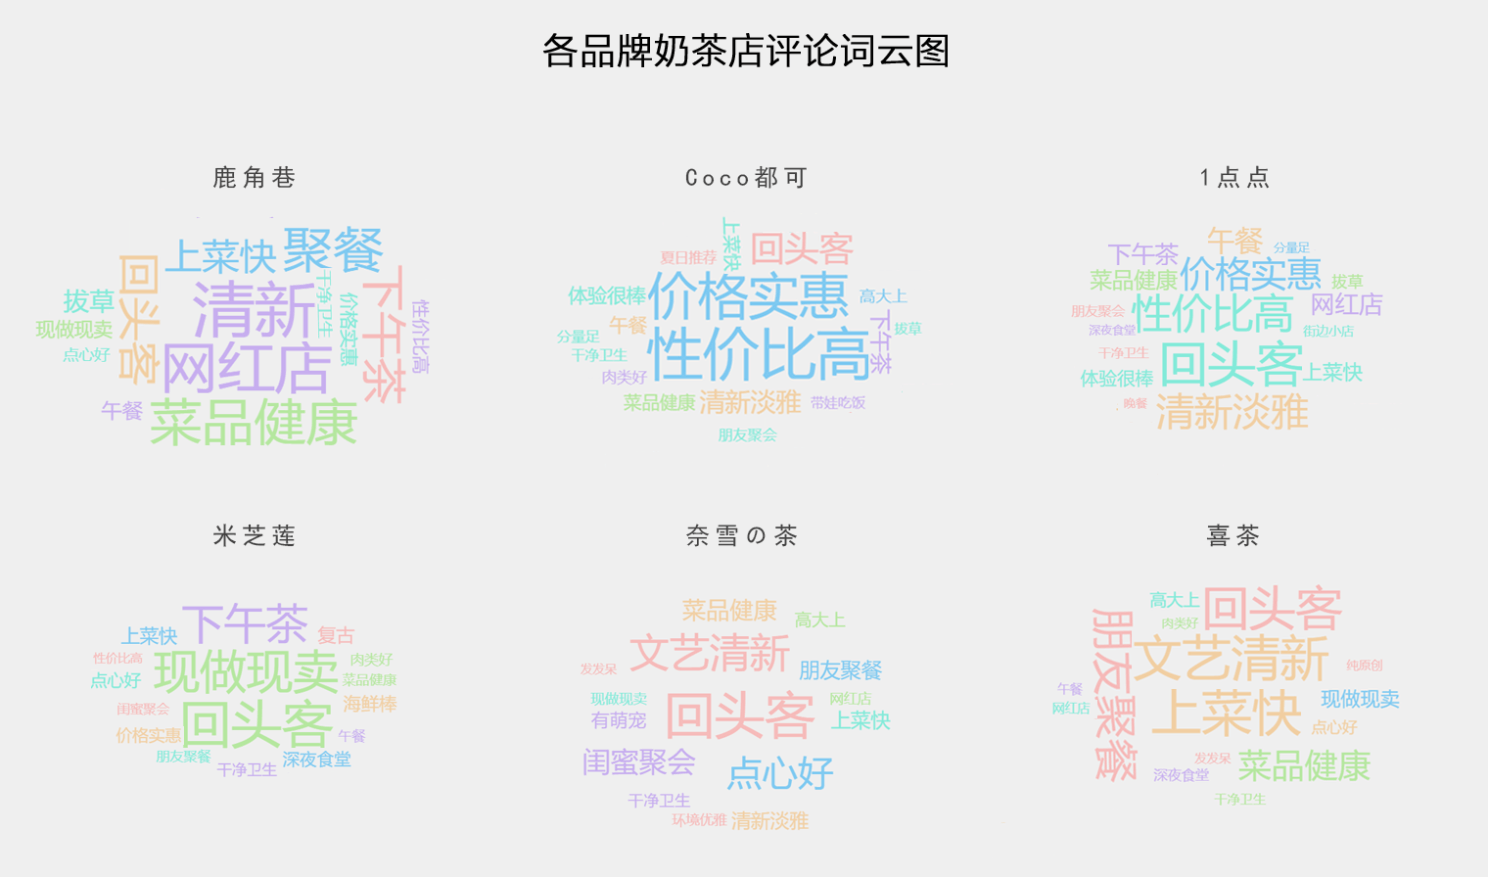 各品牌奶茶店评论词云图
鹿角巷
聚餐
上菜快
回头客
清新
干净卫生
下午茶
拔草
价格实惠
性价比高
现做现卖
点心好
网红店
午餐
菜品健康
Coco都可
上菜快
回头客
夏日推荐
价格实惠
体验很棒
高大上
午餐
下午茶
拔草
分量足
性价比高
干净卫生
肉类好
菜品健康
清新淡雅
带娃吃饭
朋友聚会
1点点
午餐
分量足
下午茶
菜品健康
价格实惠
拔草
朋友聚会
性价比高
网红店
深夜食堂
街边小店
干净卫生
回头客
体验很棒
上菜快
晚餐
清新淡雅
米芝莲
下午茶
上菜快
复古
性价比高
现做现卖
肉类好
点心好
菜品健康
闺蜜聚会
回头客
海鲜棒
价格实惠
午餐
朋友聚餐
深夜食堂
干净卫生
奈雪の茶
菜品健康
高大上
文艺清新
发发呆
朋友聚餐
现做现卖
网红店
有萌宠
回头客
上菜快
闺蜜聚会
点心好
干净卫生
环境优雅
清新淡雅
喜茶
高大上
回头客
肉类好
朋友聚餐
文艺清新
纯原创
午餐
网红店
上菜快
现做现卖
点心好
发发呆
深夜食堂
菜品健康
干净卫生